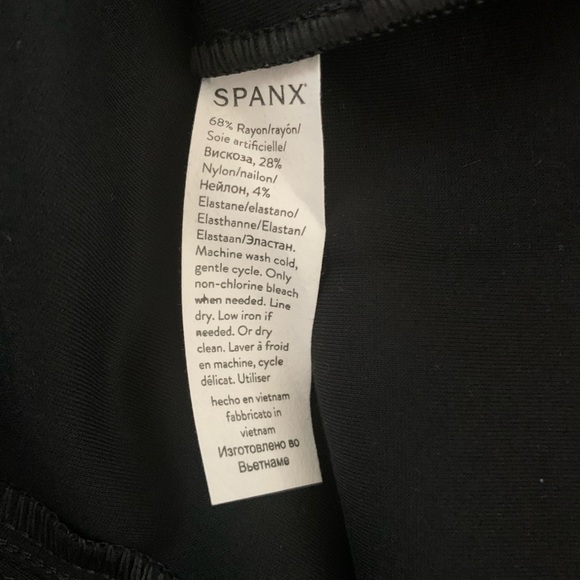 SPANX
68% Rayon/rayón/
Soie artificielle/
Вискоза, 28%
Nylon/nailon/
Нейлон, 4%
Elastane/elastano/
Elasthanne/Elastan/
Elastaan/Эластан.
Machine wash cold,
gentle cycle. Only
non-chlorine bleach
when needed. Line
dry. Low iron if
needed. Or dry
clean. Laver à froid
en machine, cycle
délicat. Utiliser
hecho en vietnam
fabbricato in
vietnam
Изготовлено во
Вьетнаме